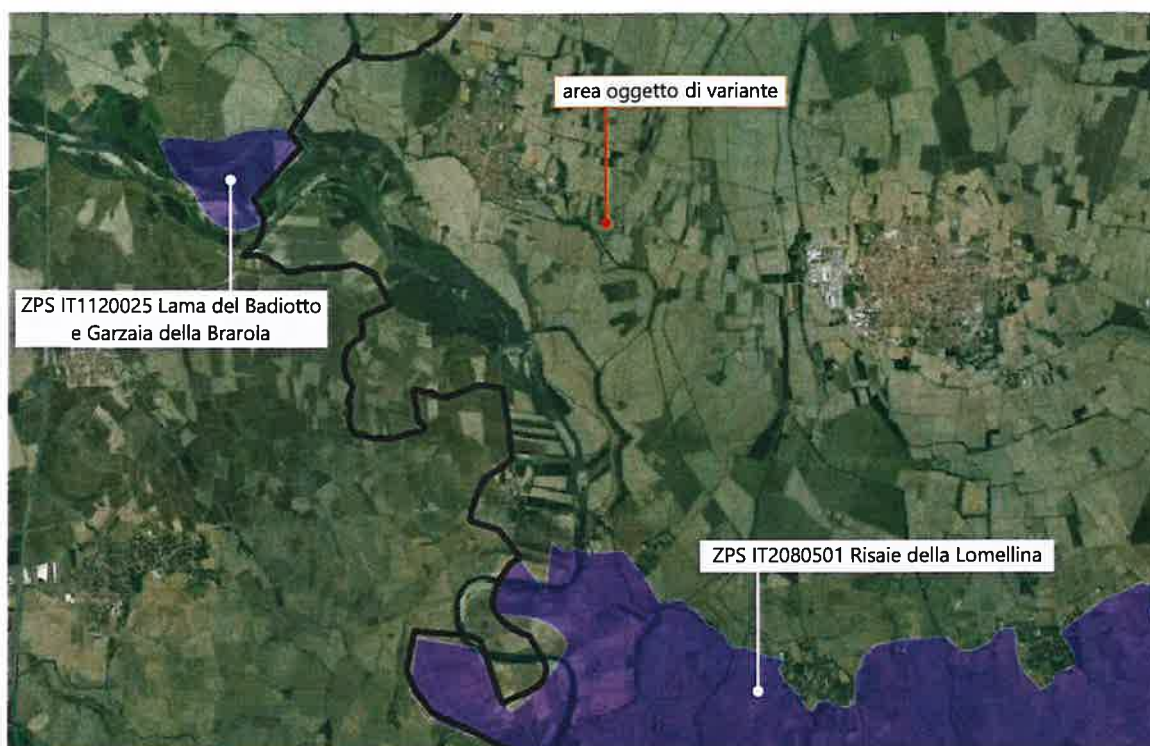 area oggetto di variante
ZPS IT1120025 Lama del Badiotto
e Garzaia della Brarola
ZPS IT2080501 Risaie della Lomellina